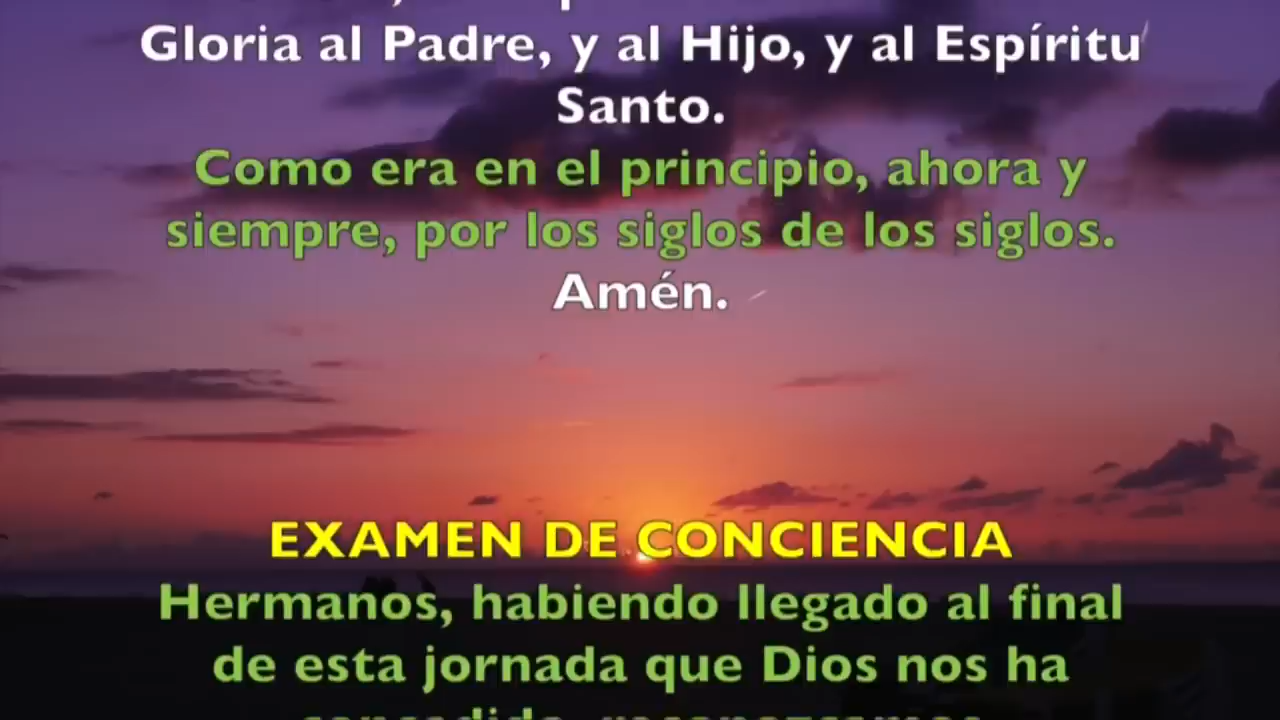 Gloria al Padre, y al Hijo, y al Espíritu
Santo.
Como era en el principio, ahora y
siempre, por los siglos de los siglos.
Amén.
EXAMEN DE CONCIENCIA
Hermanos, habiendo llegado al final
de esta jornada que Dios nos ha